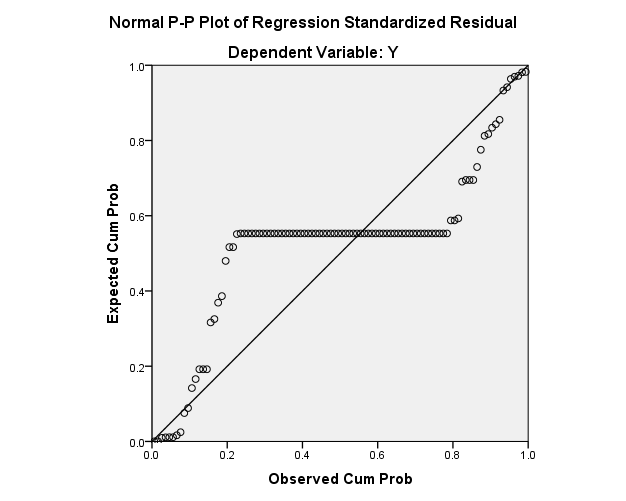 Normal P-P Plot of Regression Standardized Residual
Dependent Variable: Y
1.0
0.8
0.6
0.4
0.2
0.0
Expected Cum Prob
0.0 0.2 0.4 0.6 0.8 1.0
Observed Cum Prob